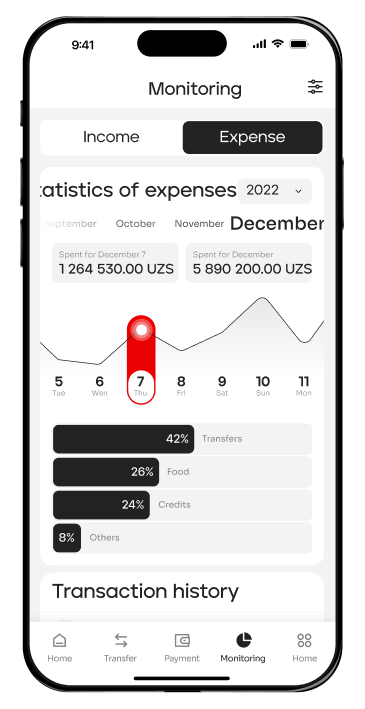 9:41
Monitoring
Income Expense
tatistics of expenses 2022
September October November December
Spent for December 7 Spent for December
1 264 530.00 UZS 5 890 200.00 UZS
5 6 7 8 9 10 11
Tue Wen Thu Fri Sat Sun Mon
42% Transfers
26% Food
24% Credits
8% Others
Transaction history
Home Transfer Payment Monitoring Home